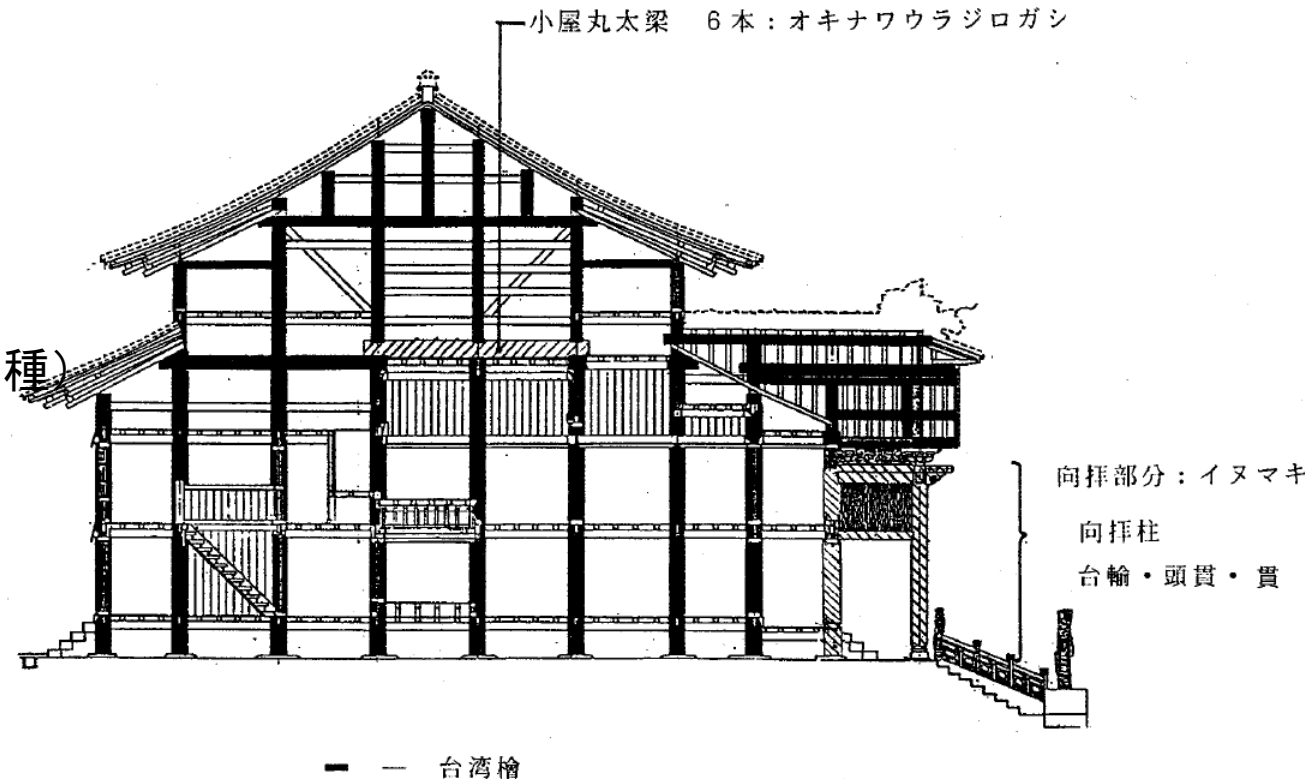 小屋丸太梁 6本：オキナワウラジロガシ
種）
向拝部分：イヌマキ
向拝柱
台輪・頭貫・貫
台湾檜